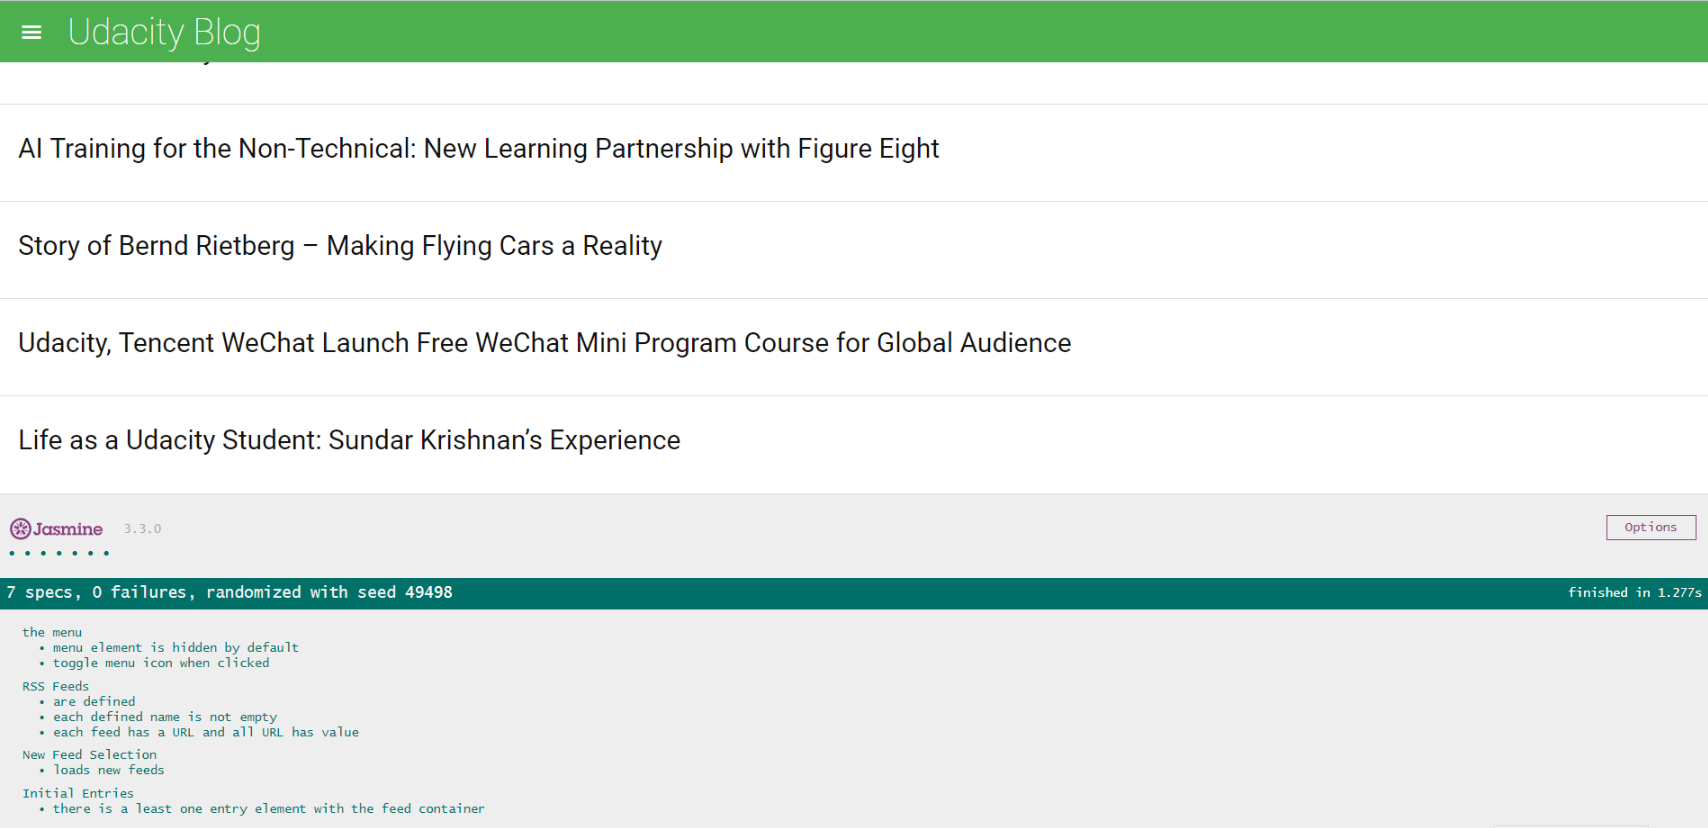 Udacity Blog
AI Training for the Non-Technical: New Learning Partnership with Figure Eight
Story of Bernd Rietberg – Making Flying Cars a Reality
Udacity, Tencent WeChat Launch Free WeChat Mini Program Course for Global Audience
Life as a Udacity Student: Sundar Krishnan’s Experience
Jasmine 3.3.0
Options
7 specs, 0 failures, randomized with seed 49498
finished in 1.277s
the menu
• menu element is hidden by default
• toggle menu icon when clicked
RSS Feeds
• are defined
• each defined name is not empty
• each feed has a URL and all URL has value
New Feed Selection
• loads new feeds
Initial Entries
• there is a least one entry element with the feed container